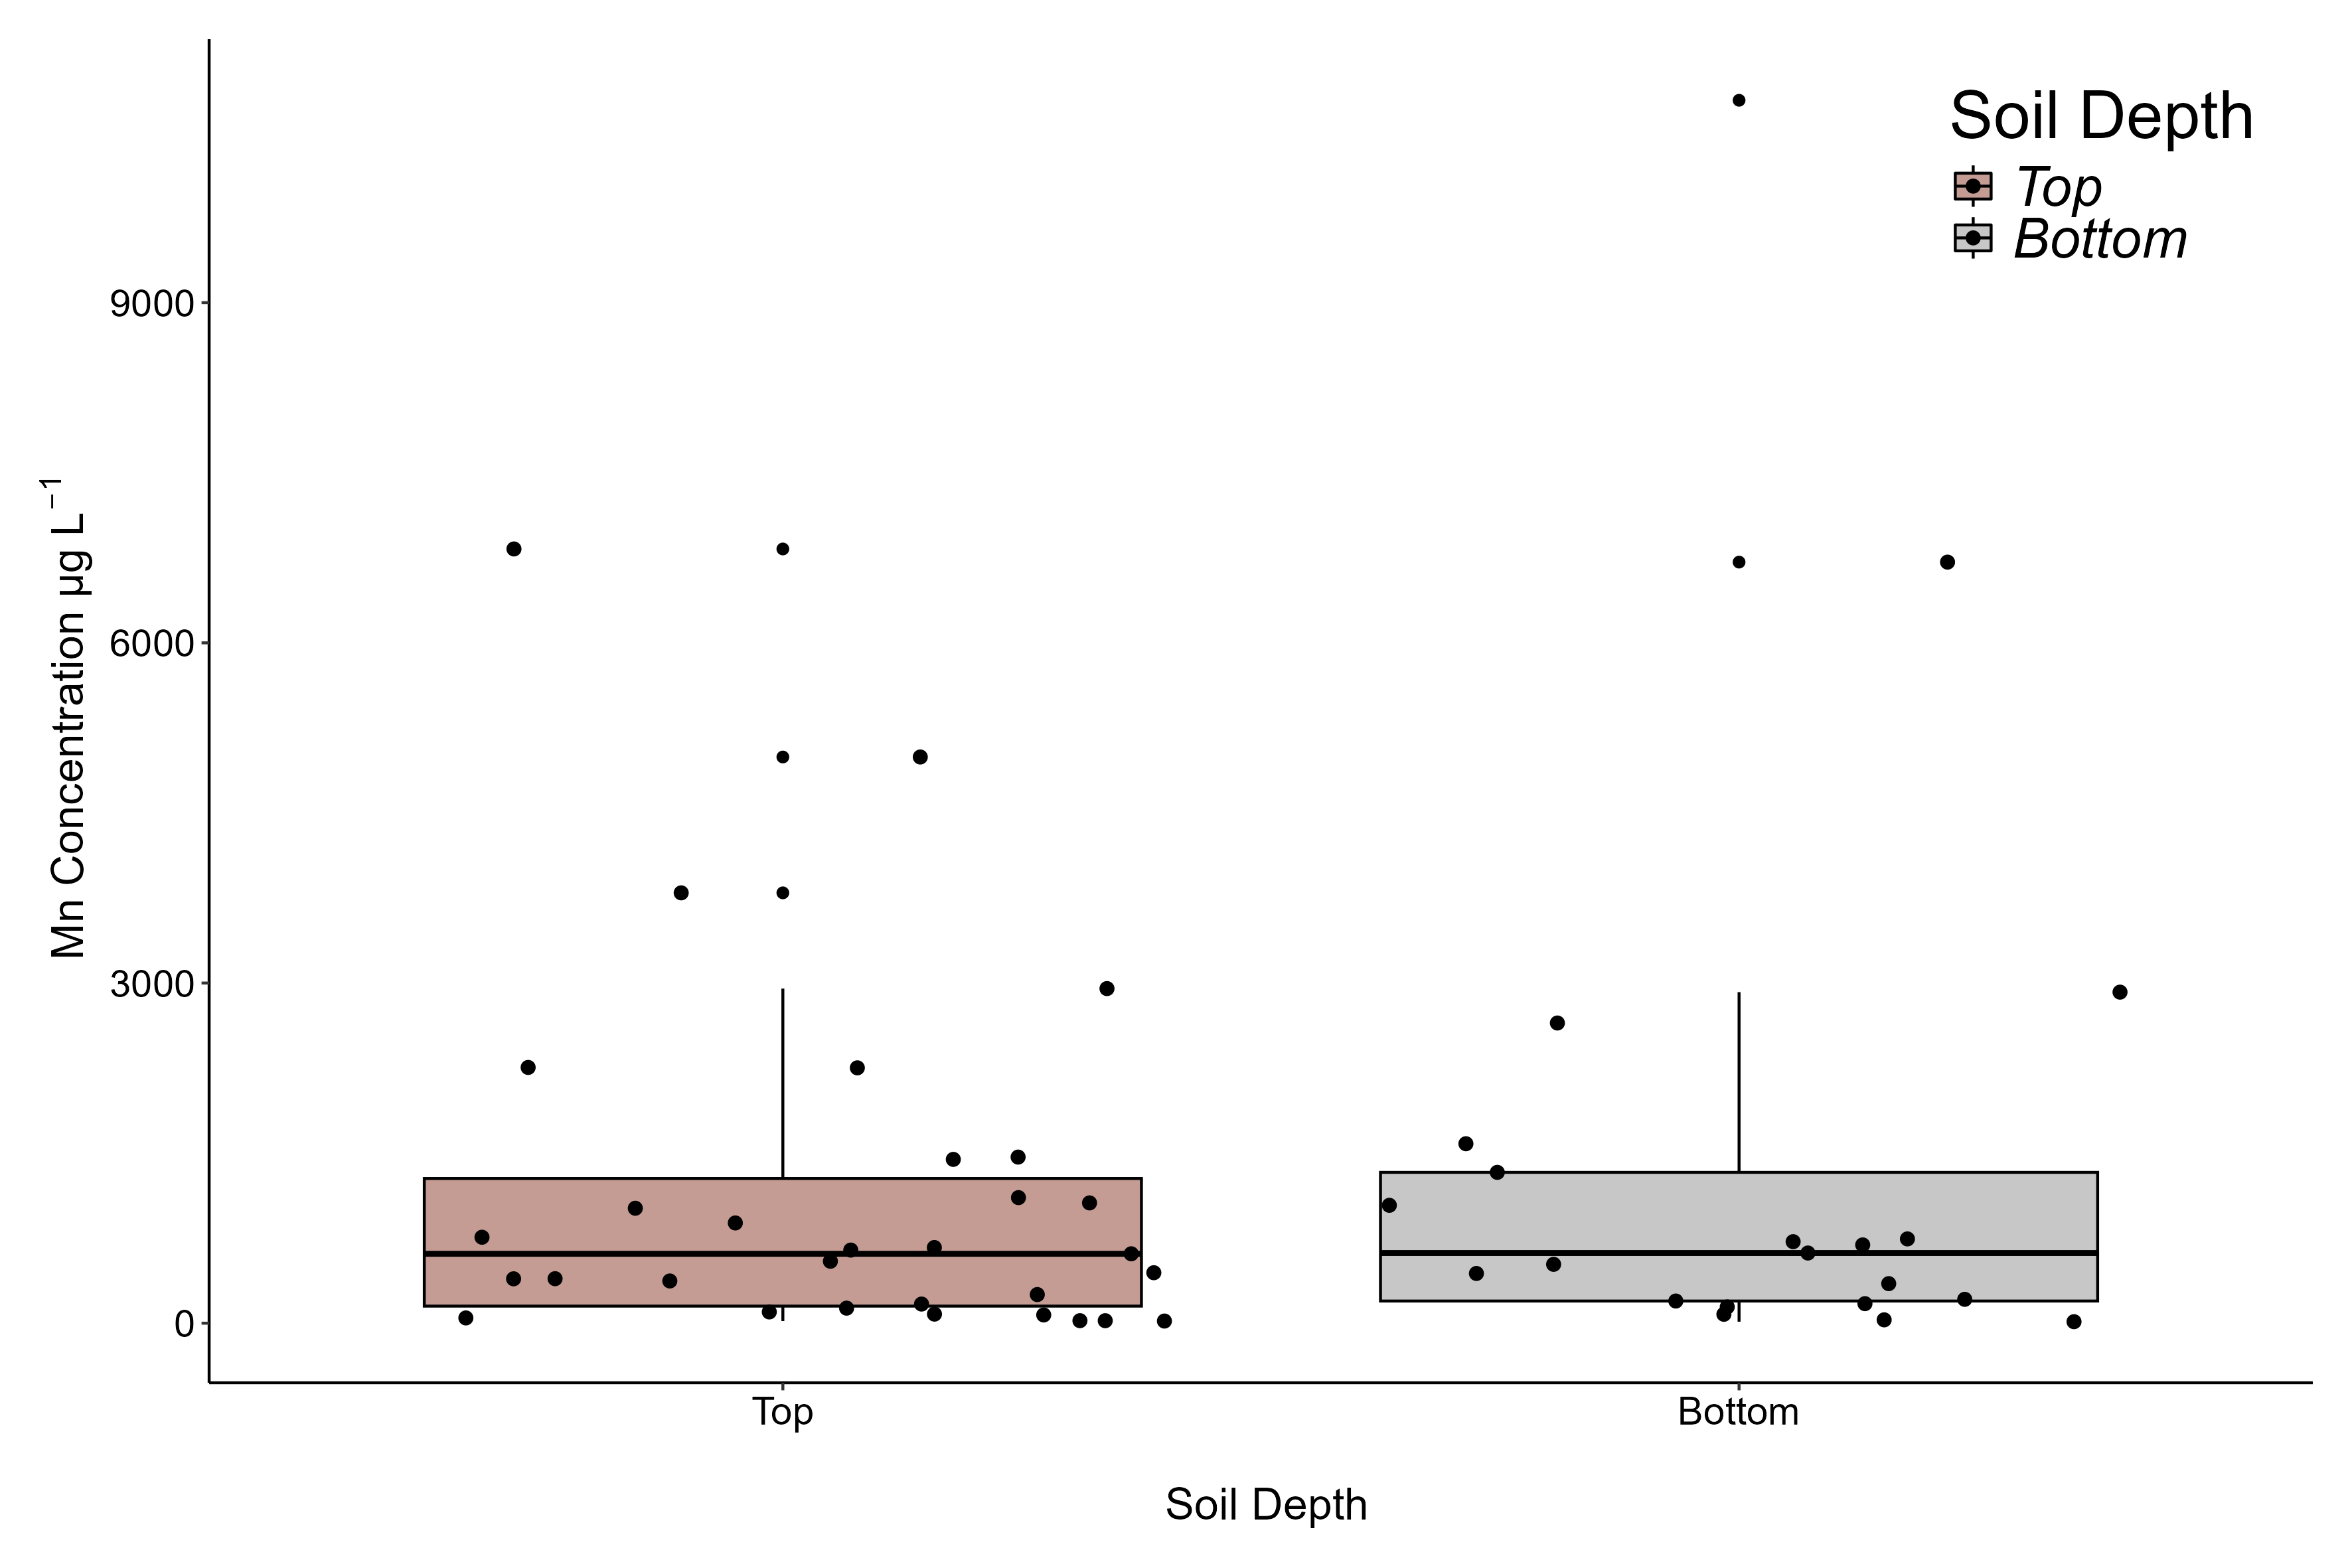 Soil Depth
Top
Bottom
9000
6000
3000
0
Mn Concentration µg L⁻¹
Top
Bottom
Soil Depth